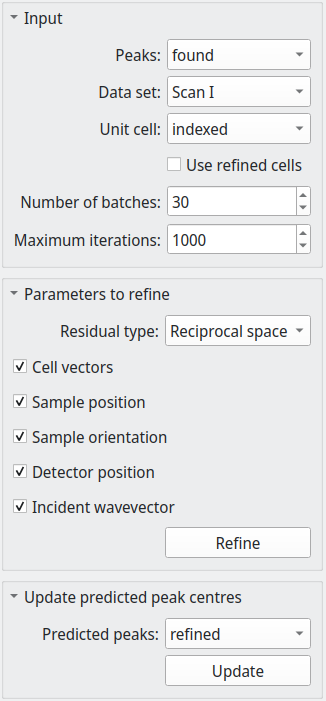 Input
Peaks: found
Data set: Scan I
Unit cell: indexed
Use refined cells
Number of batches: 30
Maximum iterations: 1000
Parameters to refine
Residual type: Reciprocal space
Cell vectors
Sample position
Sample orientation
Detector position
Incident wavevector
Refine
Update predicted peak centres
Predicted peaks: refined
Update